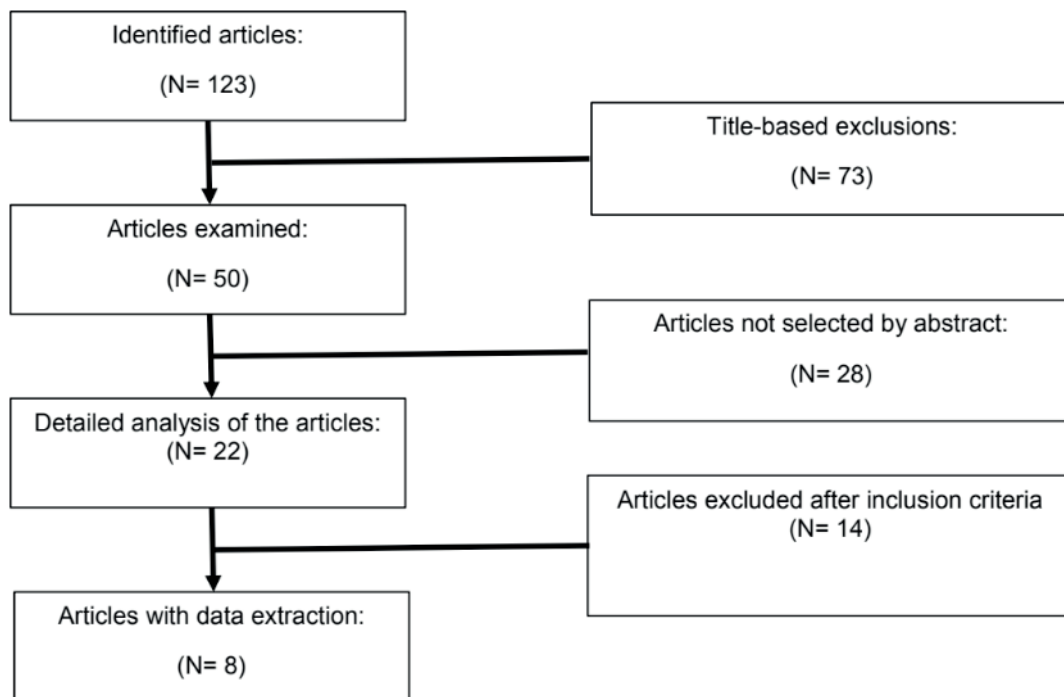 Identified articles:
(N= 123)
Title-based exclusions:
(N= 73)
Articles examined:
(N= 50)
Articles not selected by abstract:
(N= 28)
Detailed analysis of the articles:
(N= 22)
Articles excluded after inclusion criteria
(N= 14)
Articles with data extraction:
(N= 8)